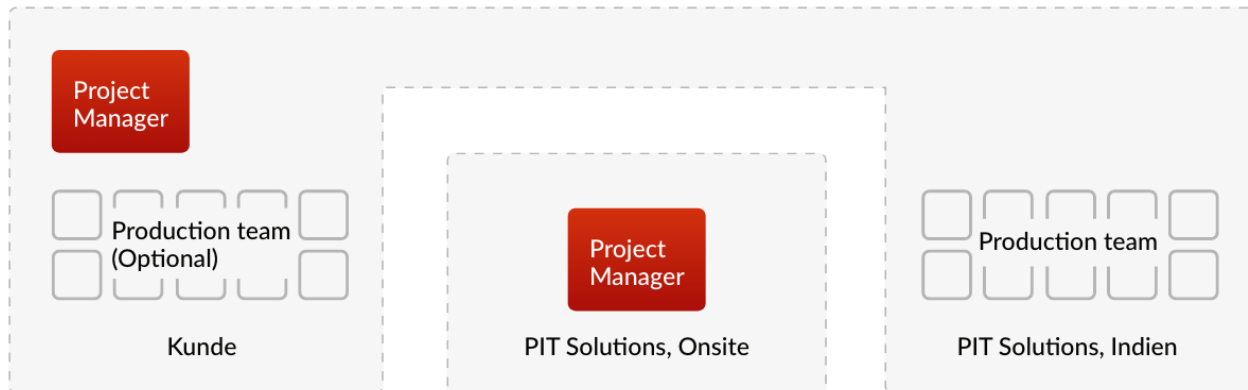 Project
Manager
Production team
(Optional)
Kunde
Project
Manager
PIT Solutions, Onsite
Production team
PIT Solutions, Indien